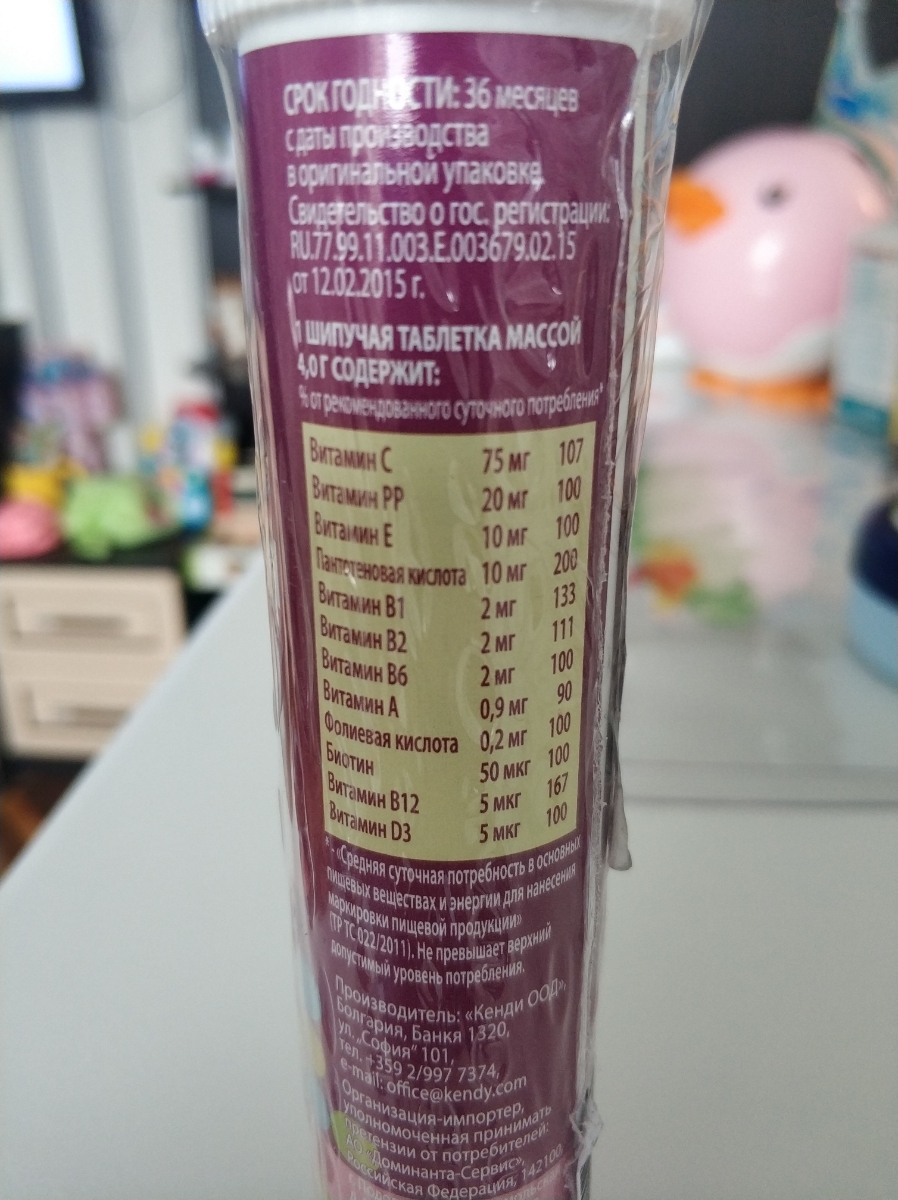 СРОК ГОДНОСТИ: 36 месяцев
с даты производства
в оригинальной упаковке.
Свидетельство о гос. регистрации:
RU.77.99.11.003.Е.003679.02.15
от 12.02.2015 г.
1 ШИПУЧАЯ ТАБЛЕТКА МАССОЙ
4,0 Г СОДЕРЖИТ:
% от рекомендованного суточного потребления*
Витамин С 75 мг 107
Витамин РР 20 мг 100
Витамин Е 10 мг 100
Пантотеновая кислота 10 мг 200
Витамин В1 2 мг 133
Витамин В2 2 мг 111
Витамин В6 2 мг 100
Витамин А 0,9 мг 90
Фолиевая кислота 0,2 мг 100
Биотин 50 мкг 100
Витамин В12 5 мкг 167
Витамин D3 5 мкг 100
* - «Средняя суточная потребность в основных
пищевых веществах и энергии для нанесения
маркировки пищевой продукции»
(ТР ТС 022/2011). Не превышает верхний
допустимый уровень потребления.
Производитель: «Кенди ООД»,
Болгария, Банкя 1320,
ул. „София“ 101,
тел. +359 2/997 7374,
e-mail: office@kendy.com
Организация-импортер,
уполномоченная принимать
претензии от потребителей:
АО «Доминанта-Сервис»,
Российская Федерация, 142100